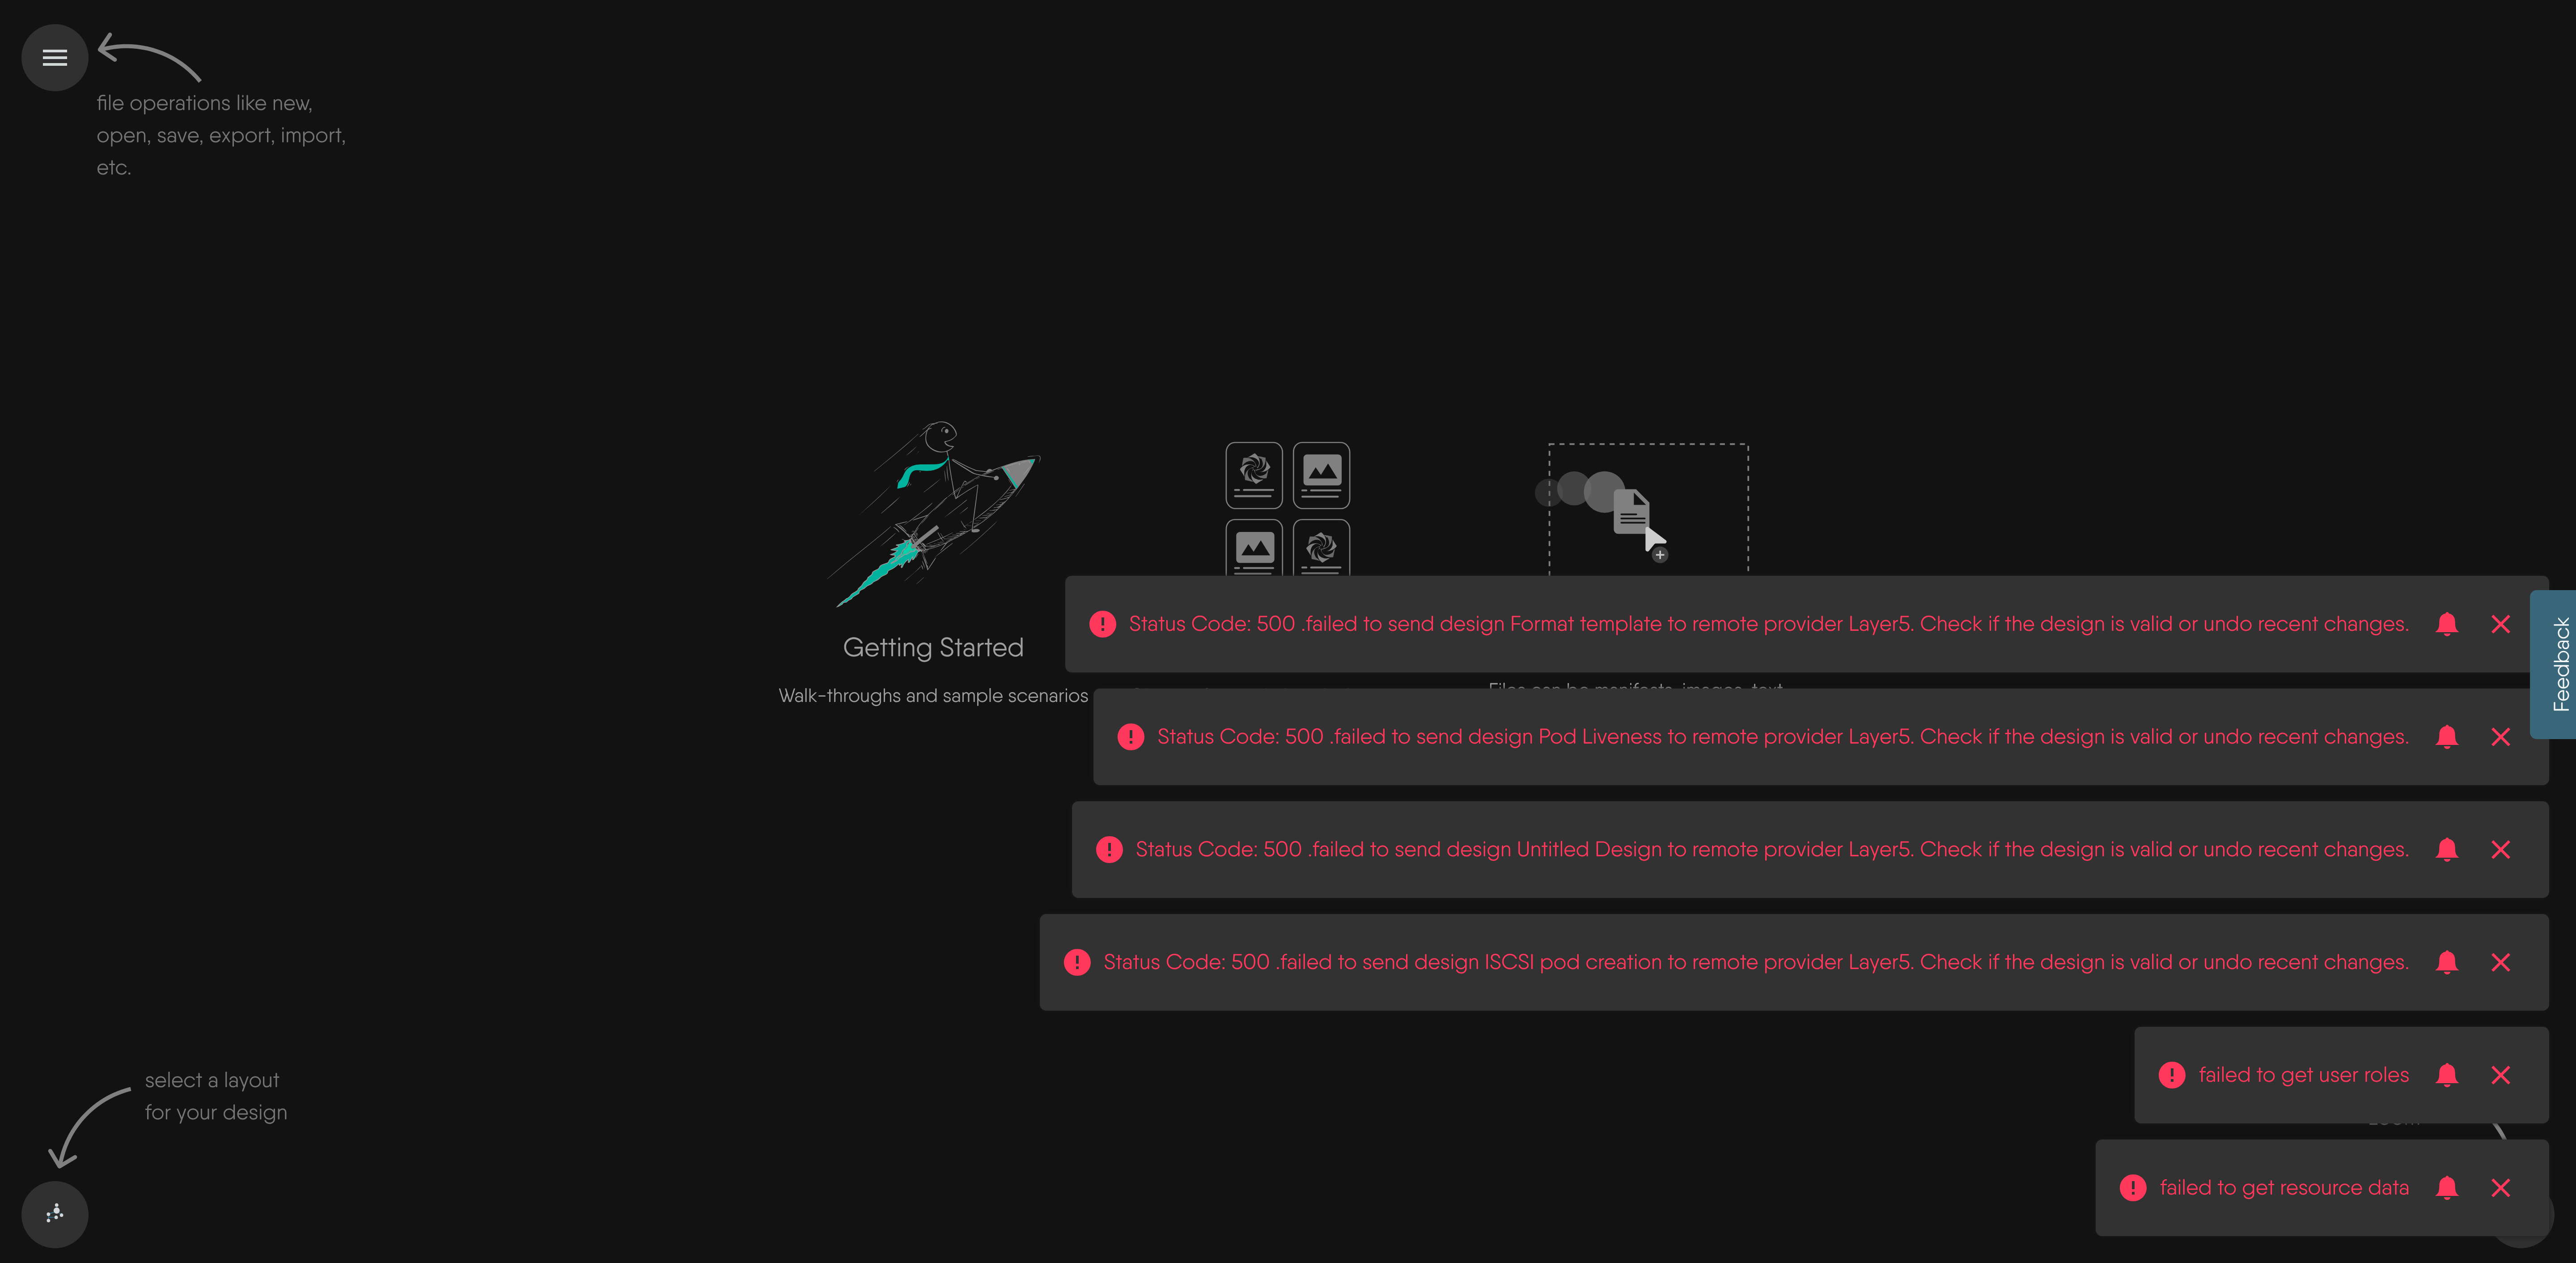 file operations like new,
open, save, export, import,
etc.
Getting Started
Walk-throughs and sample scenarios
Files can be manifests, images, text
Status Code: 500 .failed to send design Format template to remote provider Layer5. Check if the design is valid or undo recent changes.
Feedback
Status Code: 500 .failed to send design Pod Liveness to remote provider Layer5. Check if the design is valid or undo recent changes.
Status Code: 500 .failed to send design Untitled Design to remote provider Layer5. Check if the design is valid or undo recent changes.
Status Code: 500 .failed to send design ISCSI pod creation to remote provider Layer5. Check if the design is valid or undo recent changes.
failed to get user roles
failed to get resource data
select a layout
for your design